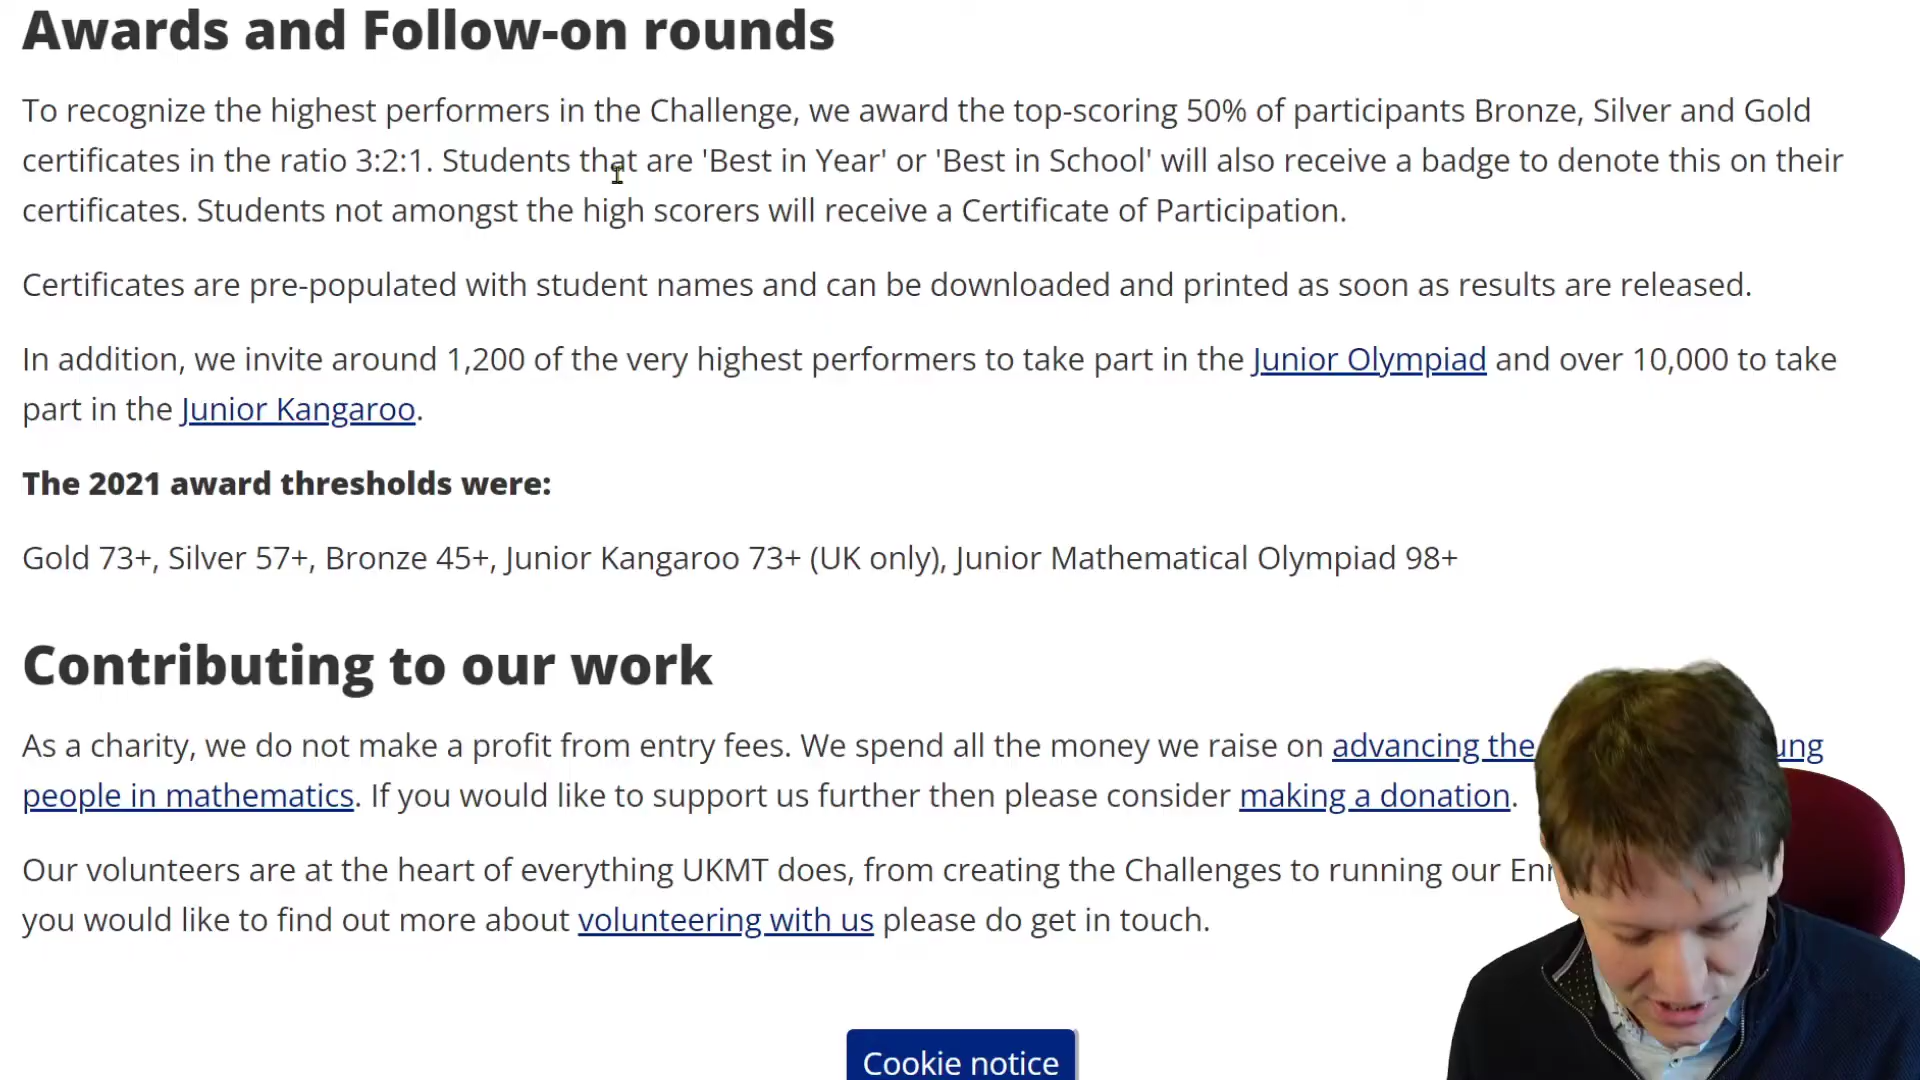 Awards and Follow-on rounds
To recognize the highest performers in the Challenge, we award the top-scoring 50% of participants Bronze, Silver and Gold
certificates in the ratio 3:2:1. Students that are 'Best in Year' or 'Best in School' will also receive a badge to denote this on their
certificates. Students not amongst the high scorers will receive a Certificate of Participation.
Certificates are pre-populated with student names and can be downloaded and printed as soon as results are released.
In addition, we invite around 1,200 of the very highest performers to take part in the Junior Olympiad and over 10,000 to take
part in the Junior Kangaroo.
The 2021 award thresholds were:
Gold 73+, Silver 57+, Bronze 45+, Junior Kangaroo 73+ (UK only), Junior Mathematical Olympiad 98+
Contributing to our work
As a charity, we do not make a profit from entry fees. We spend all the money we raise on advancing the
people in mathematics. If you would like to support us further then please consider making a donation.
Our volunteers are at the heart of everything UKMT does, from creating the Challenges to running our
you would like to find out more about volunteering with us please do get in touch.
Cookie notice